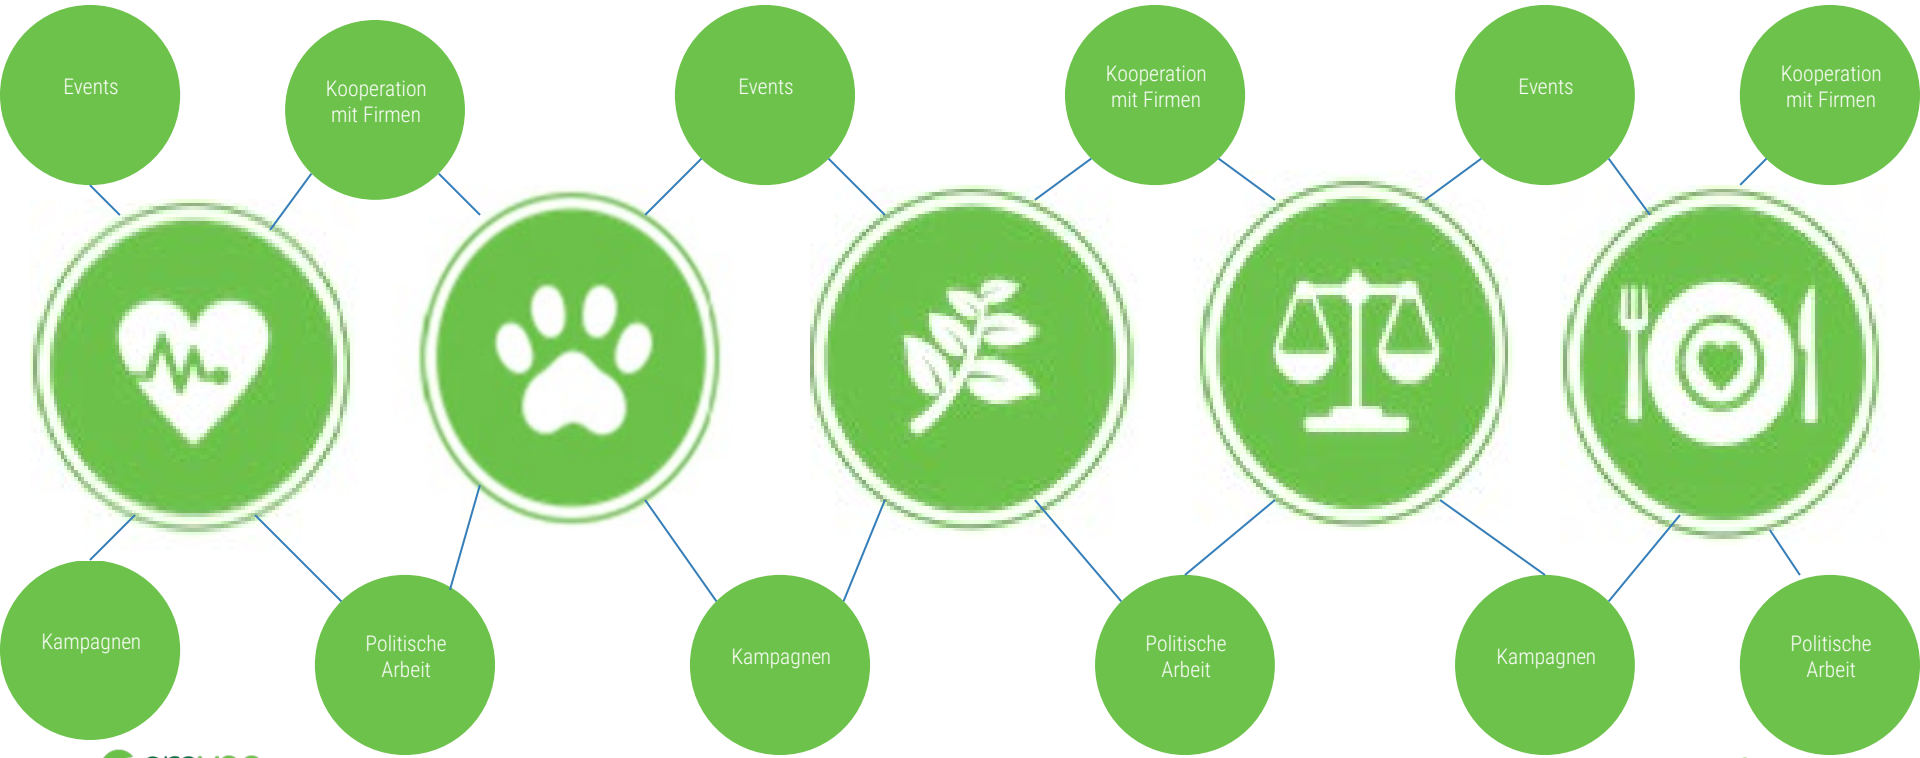 Events
Kooperation
mit Firmen
Events
Kooperation
mit Firmen
Events
Kooperation
mit Firmen
Kampagnen
Politische
Arbeit
Kampagnen
Politische
Arbeit
Kampagnen
Politische
Arbeit